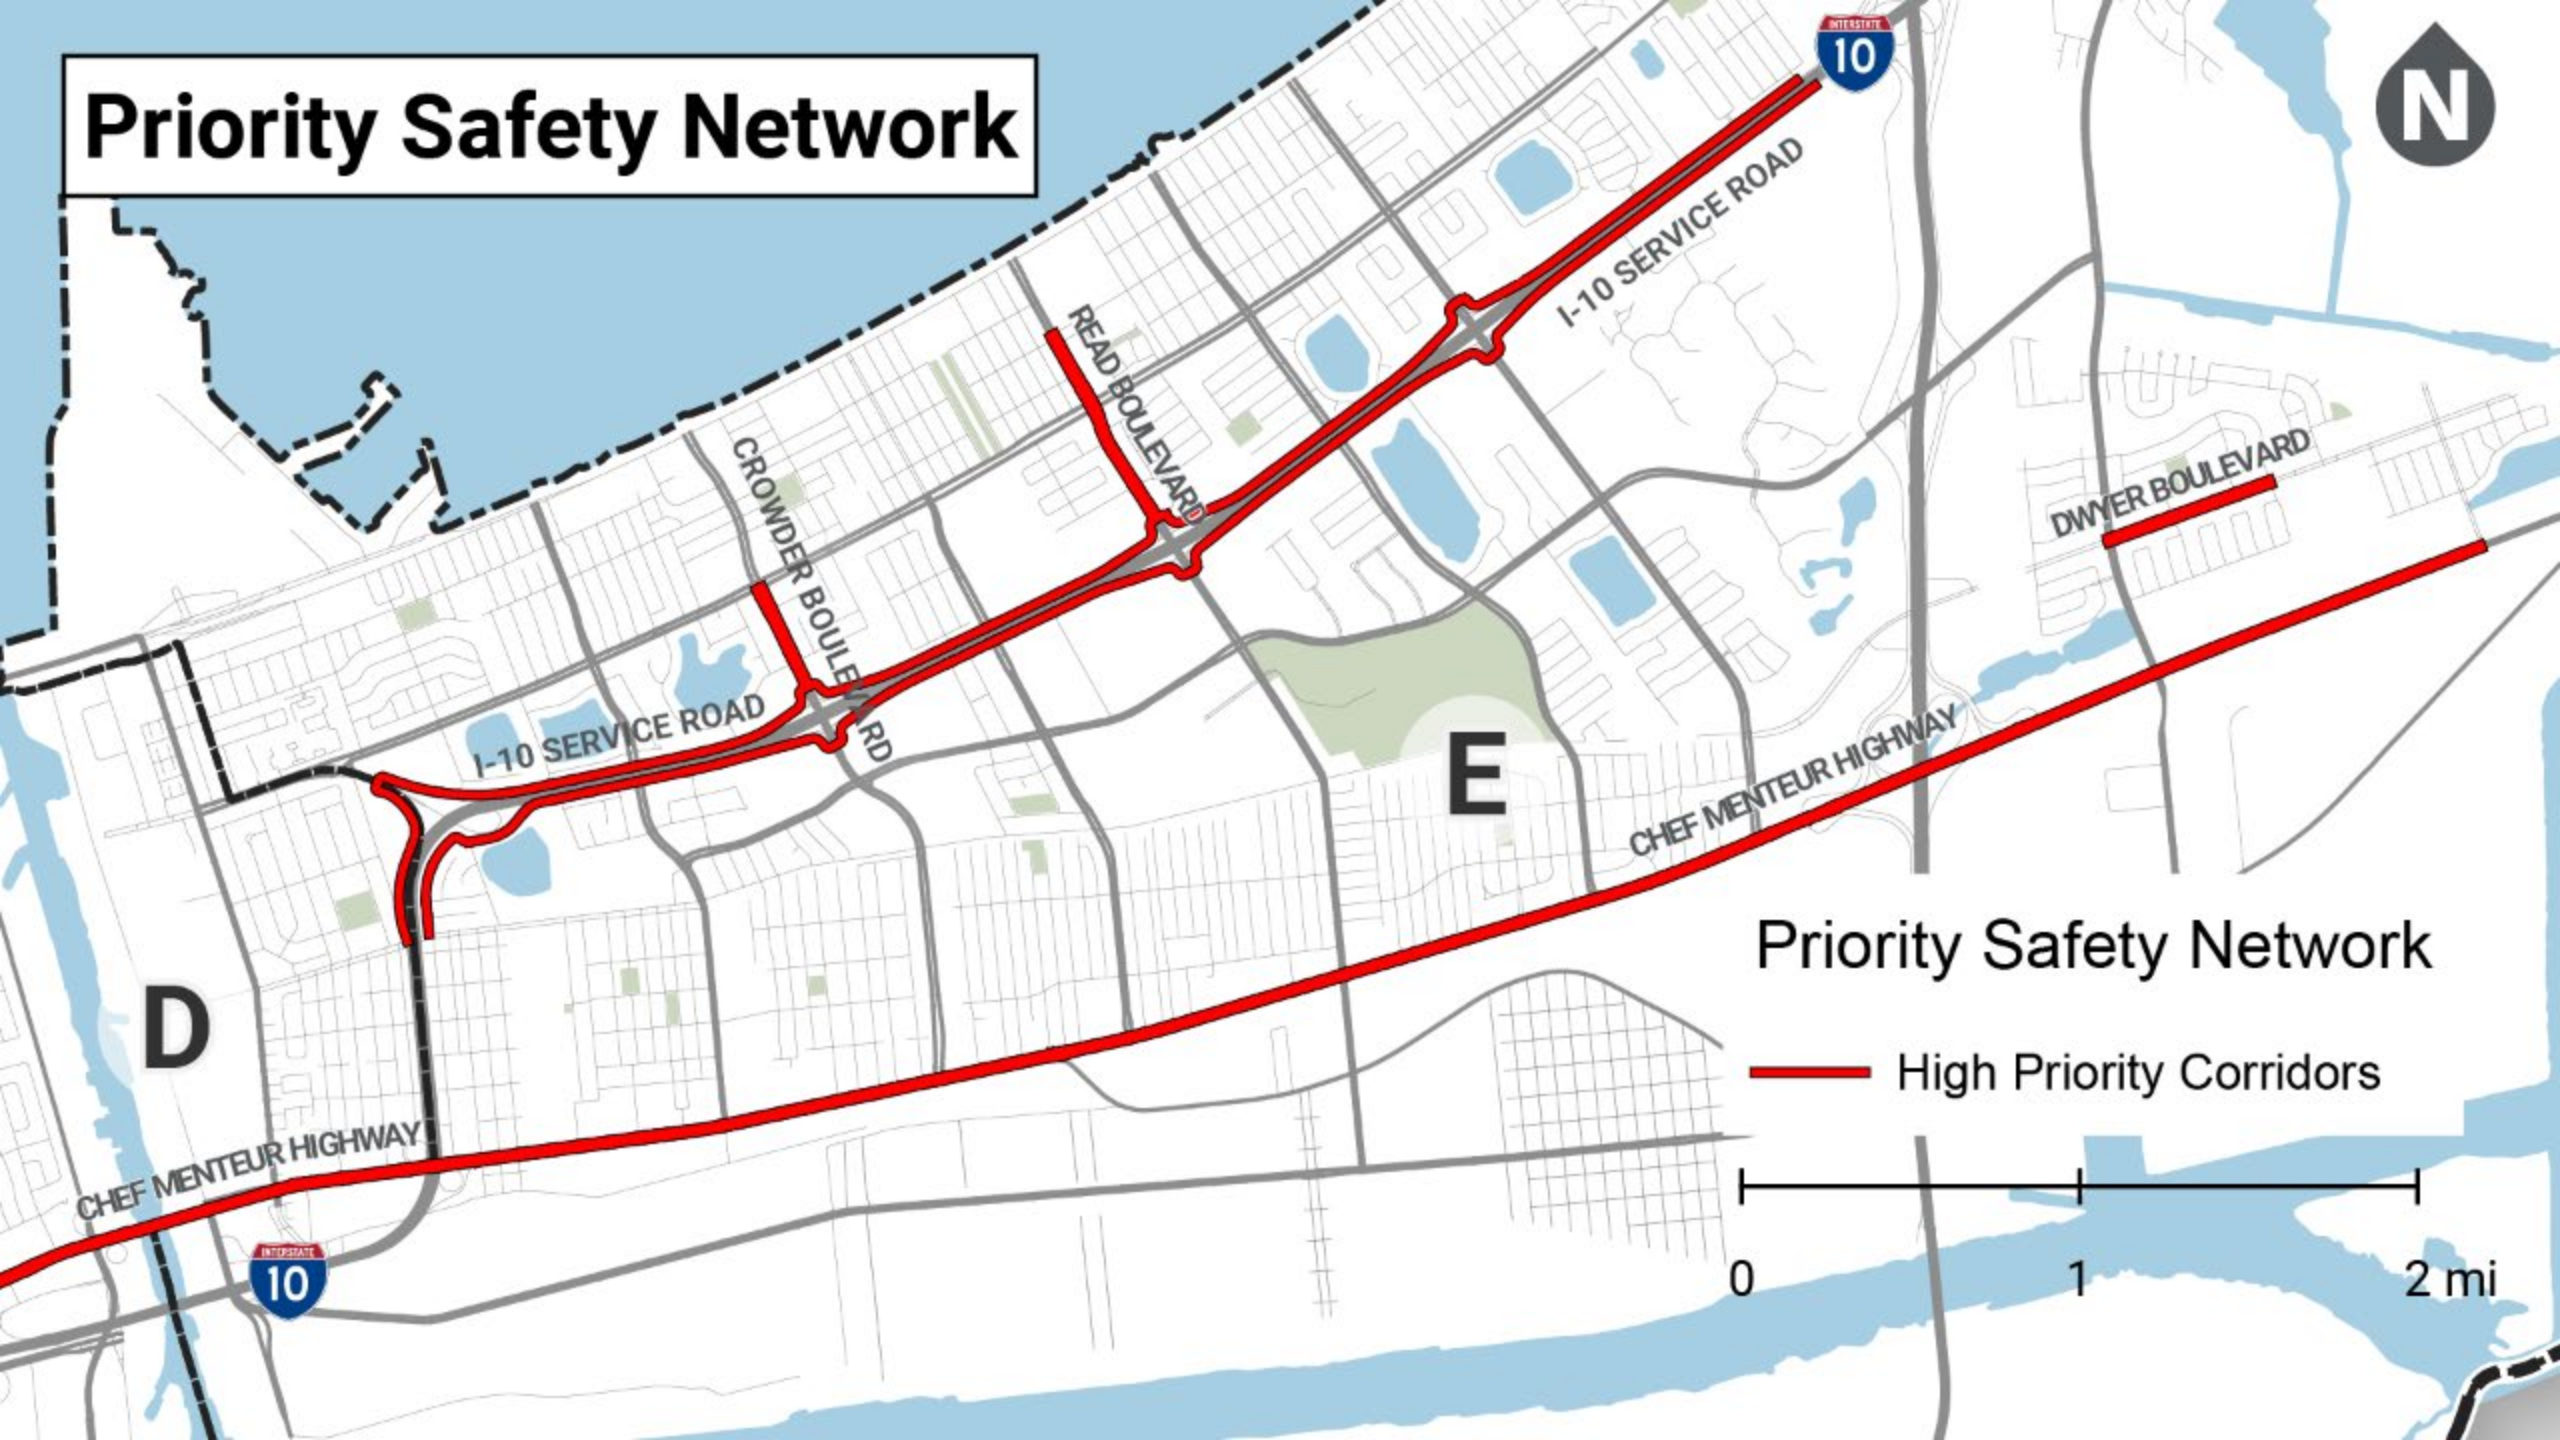 Priority Safety Network
INTERSTATE
10
N
I-10 SERVICE ROAD
READ BOULEVARD
CROWDER BOULEVARD
DWYER BOULEVARD
I-10 SERVICE ROAD
E
CHEF MENTEUR HIGHWAY
D
CHEF MENTEUR HIGHWAY
INTERSTATE
10
Priority Safety Network
High Priority Corridors
0 1 2 mi